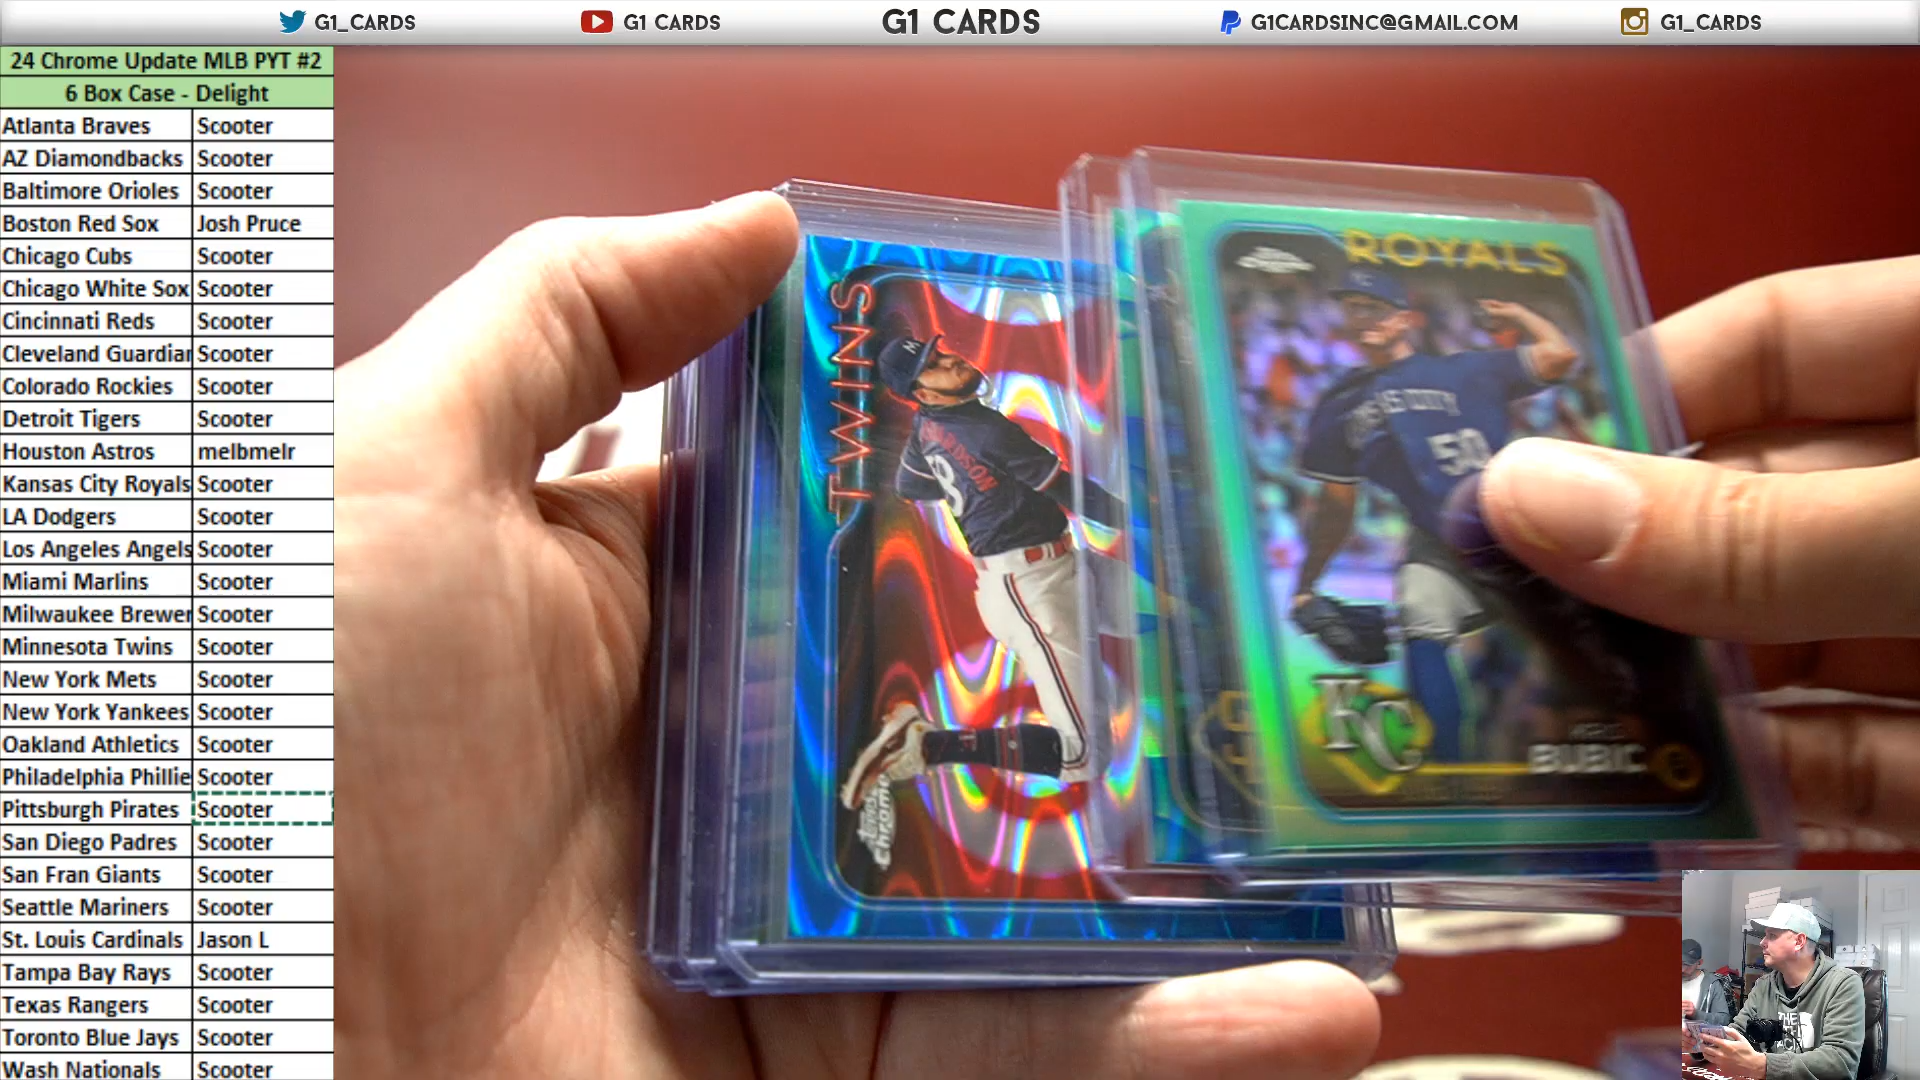 G1_CARDS
G1 CARDS
G1 CARDS
G1CARDSINC@GMAIL.COM
G1_CARDS
24 Chrome Update MLB PYT #2
6 Box Case - Delight
Atlanta Braves Scooter
AZ Diamondbacks Scooter
Baltimore Orioles Scooter
Boston Red Sox Josh Pruce
Chicago Cubs Scooter
Chicago White Sox Scooter
Cincinnati Reds Scooter
Cleveland Guardian Scooter
Colorado Rockies Scooter
Detroit Tigers Scooter
Houston Astros melbmelr
Kansas City Royals Scooter
LA Dodgers Scooter
Los Angeles Angels Scooter
Miami Marlins Scooter
Milwaukee Brewer Scooter
Minnesota Twins Scooter
New York Mets Scooter
New York Yankees Scooter
Oakland Athletics Scooter
Philadelphia Phillie Scooter
Pittsburgh Pirates Scooter
San Diego Padres Scooter
San Fran Giants Scooter
Seattle Mariners Scooter
St. Louis Cardinals Jason L
Tampa Bay Rays Scooter
Texas Rangers Scooter
Toronto Blue Jays Scooter
Wash Nationals Scooter
TWINS
M
Topps
Chrome
ROYALS
50
KC
BUBIC
THE